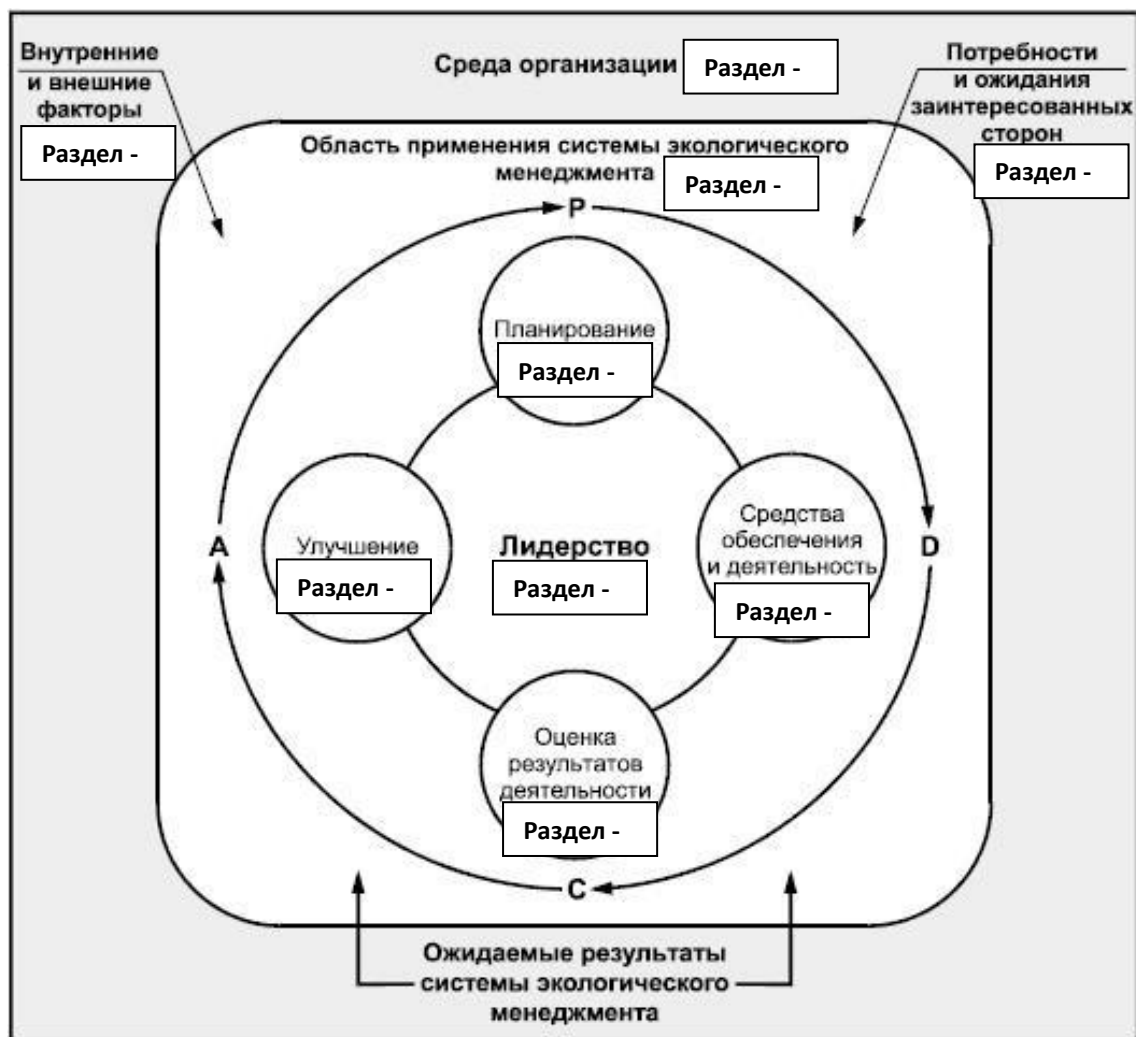 Внутренние
и внешние
факторы
Раздел -
Среда организации Раздел -
Потребности
и ожидания
заинтересованных
сторон
Раздел -
Область применения системы экологического
менеджмента Раздел -
P
Планирование
Раздел -
A
Улучшение
Раздел -
Лидерство
Раздел -
Средства
обеспечения
и деятельность
Раздел -
D
Оценка
результатов
деятельности
Раздел -
C
Ожидаемые результаты
системы экологического
менеджмента